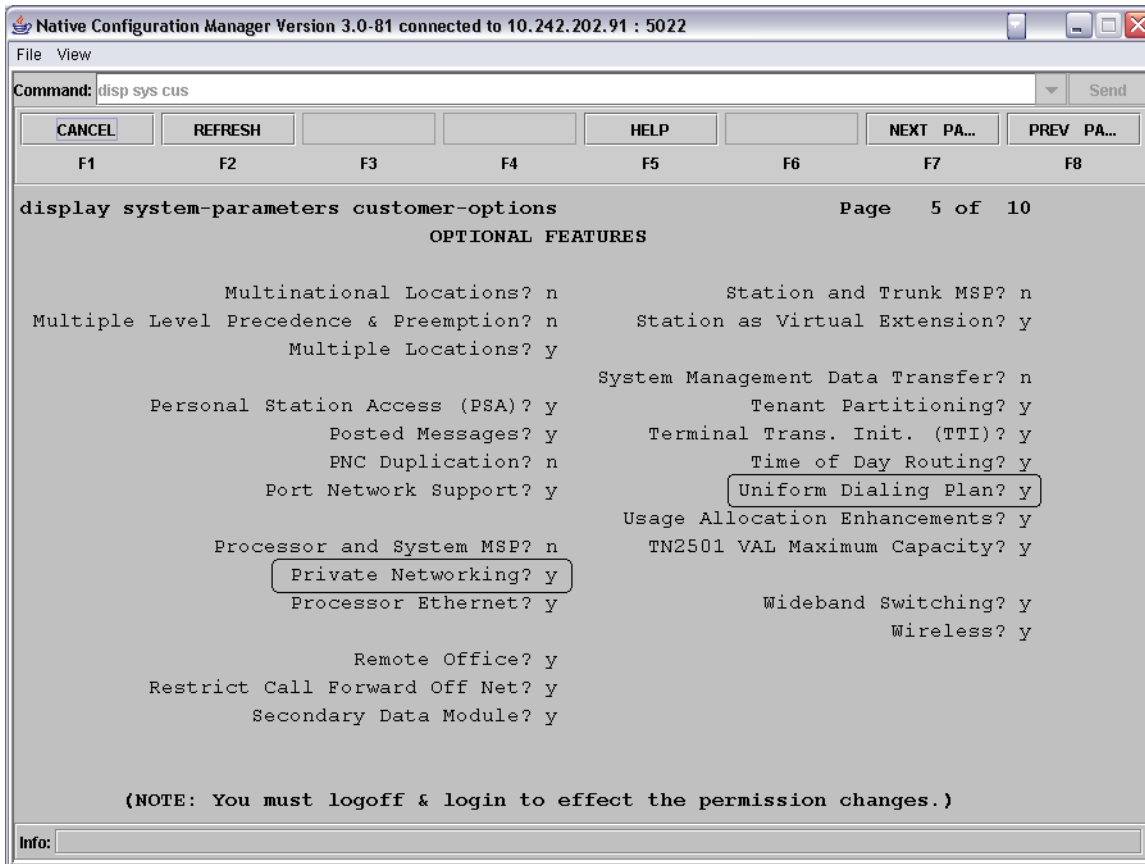 Native Configuration Manager Version 3.0-81 connected to 10.242.202.91 : 5022
File View
Command: disp sys cus Send
CANCEL REFRESH HELP NEXT PA... PREV PA...
F1 F2 F3 F4 F5 F6 F7 F8
display system-parameters customer-options Page 5 of 10
OPTIONAL FEATURES
Multinational Locations? n Station and Trunk MSP? n
Multiple Level Precedence & Preemption? n Station as Virtual Extension? y
Multiple Locations? y
System Management Data Transfer? n
Personal Station Access (PSA)? y Tenant Partitioning? y
Posted Messages? y Terminal Trans. Init. (TTI)? y
PNC Duplication? n Time of Day Routing? y
Port Network Support? y Uniform Dialing Plan? y
Usage Allocation Enhancements? y
Processor and System MSP? n TN2501 VAL Maximum Capacity? y
Private Networking? y
Processor Ethernet? y Wideband Switching? y
Wireless? y
Remote Office? y
Restrict Call Forward Off Net? y
Secondary Data Module? y
(NOTE: You must logoff & login to effect the permission changes.)
Info: